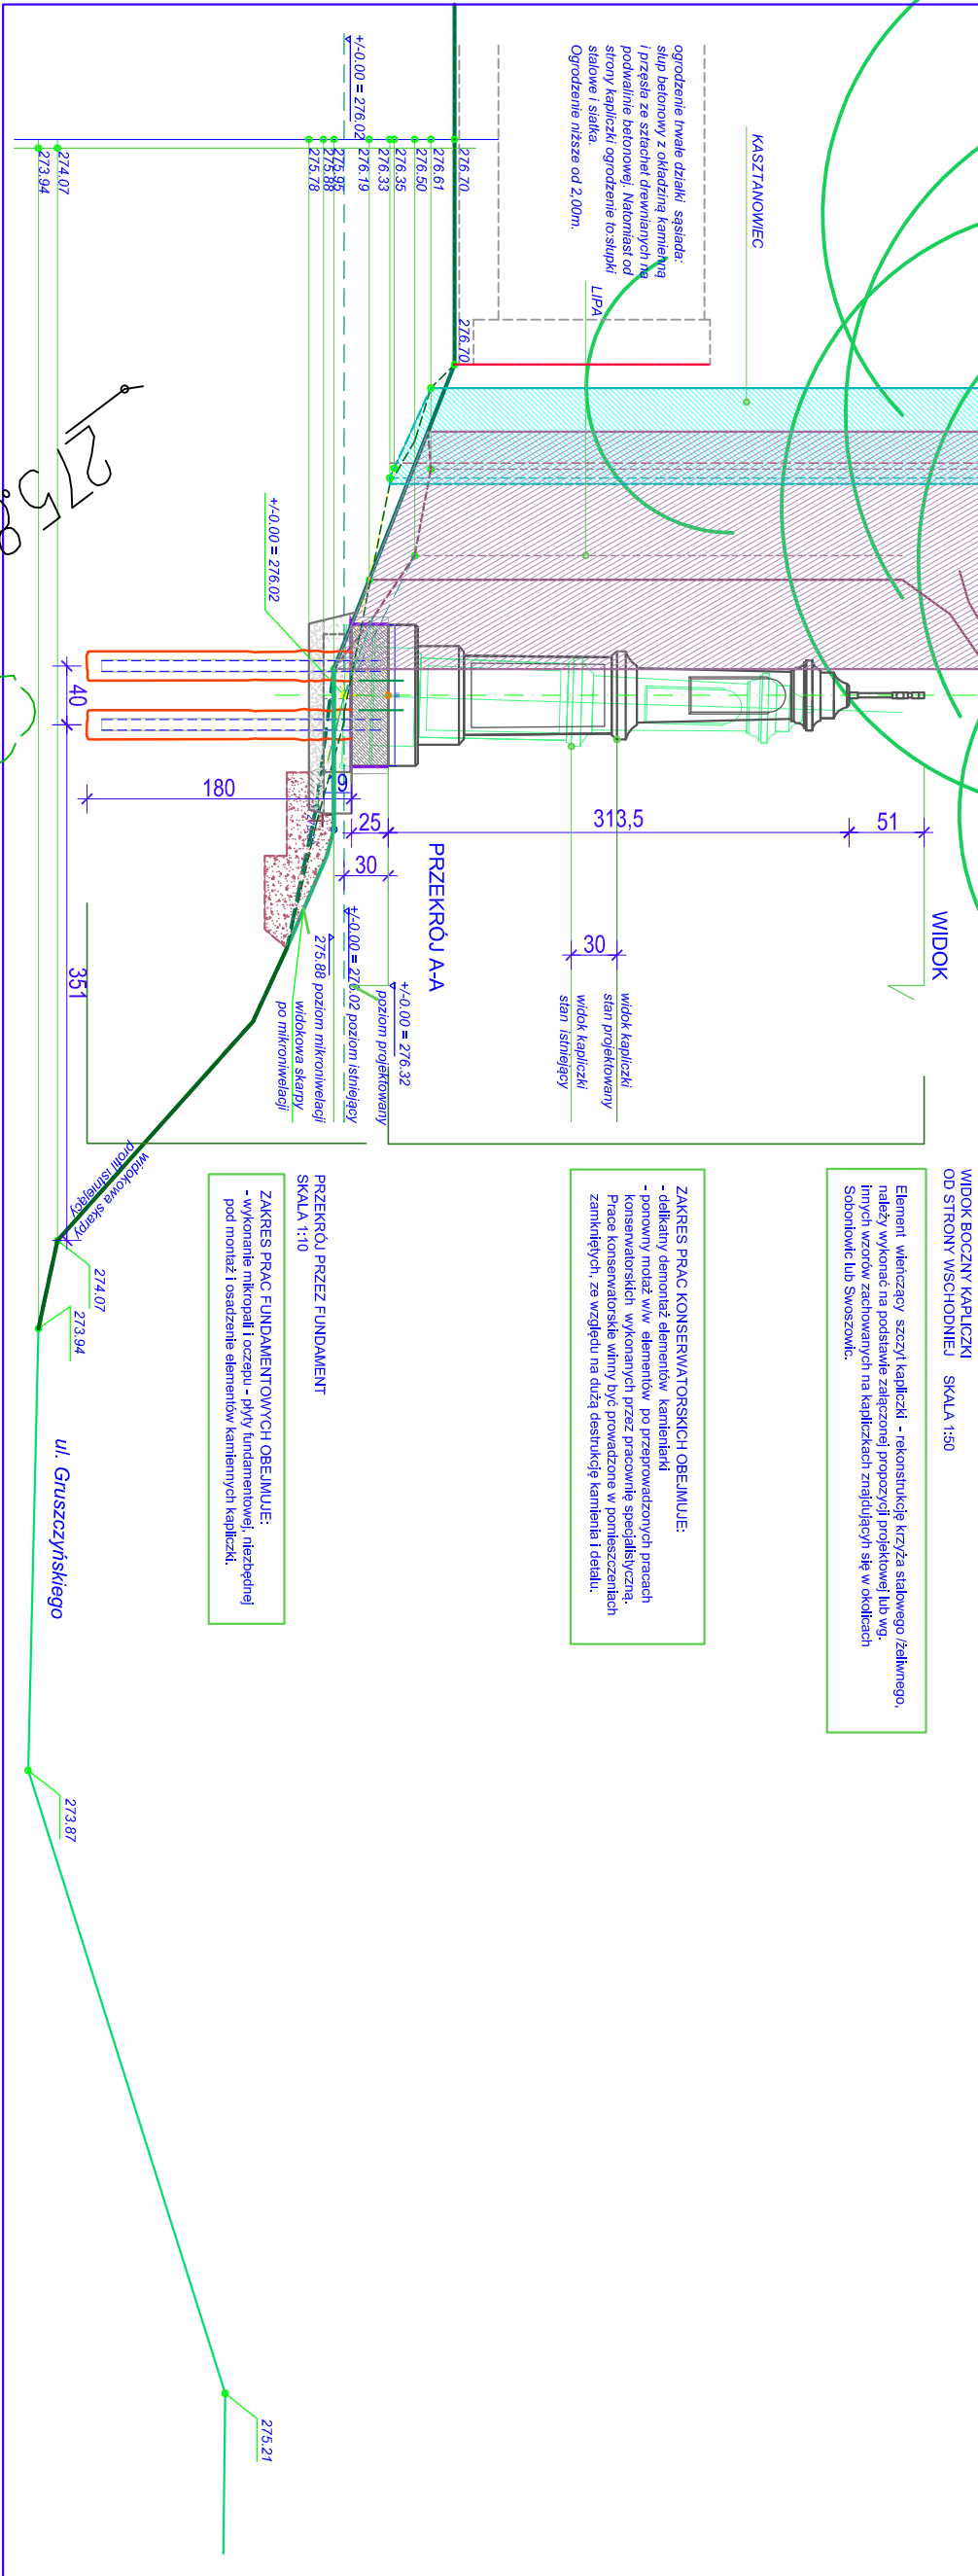 WIDOK BOCZNY KAPLICZKI
OD STRONY WSCHODNIEJ SKALA 1:50
WIDOK
Element wieńczący szczyt kapliczki - rekonstrukcję krzyża stalowego /żeliwnego,
należy wykonać na podstawie załączonej propozycji projektowej lub wg.
innych wzorów zachowanych na kapliczkach znajdujących się w okolicach
Soboniowic lub Swoszowic.
KASZTANOWIEC
ogrodzenie trwałe działki sąsiada:
słup betonowy z okładziną kamienną
i przęsła ze sztachet drewnianych na
podwalinie betonowej. Natomiast od
strony kapliczki ogrodzenie to:słupki
stalowe i siatka.
Ogrodzenie niższe od 2,00m.
LIPA
51
313,5
30
25
30
9
180
40
351
widok kapliczki
stan projektowany
widok kapliczki
stan istniejący
ZAKRES PRAC KONSERWATORSKICH OBEJMUJE:
- delikatny demontaż elementów kamieniarki
- ponowny motaż w/w elementów po przeprowadzonych pracach
konserwatorskich wykonanych przez pracownię specjalistyczną.
Prace konserwatorskie winny być prowadzone w pomieszczeniach
zamkniętych, ze względu na dużą destrukcję kamienia i detalu.
PRZEKRÓJ A-A
+/-0.00 = 276.32
poziom projektowany
+/-0.00 = 276.02 poziom istniejący
275.88 poziom mikroniwelacji
widokowa skarpy
po mikroniwelacji
PRZEKRÓJ PRZEZ FUNDAMENT
SKALA 1:10
ZAKRES PRAC FUNDAMENTOWYCH OBEJMUJE:
- wykonanie mikropali i oczepu - płyty fundamentowej, niezbędnej
pod montaż i osadzenie elementów kamiennych kapliczki.
276.70
276.70
276.61
276.50
276.35
276.33
276.19
+/-0.00 = 276.02
275.95
275.88
275.78
274.07
273.94
+/-0.00 = 276.02
widokowa skarpy
profil istniejący
274.07
273.94
ul. Gruszczyńskiego
273.87
275.21